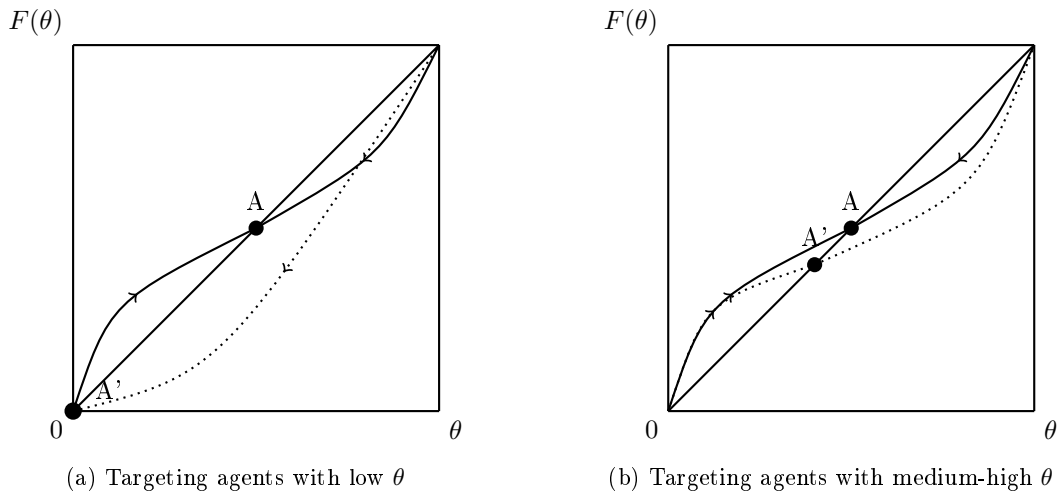 F(θ)
A
A'
0
θ
(a) Targeting agents with low θ
F(θ)
A
A'
0
θ
(b) Targeting agents with medium-high θ